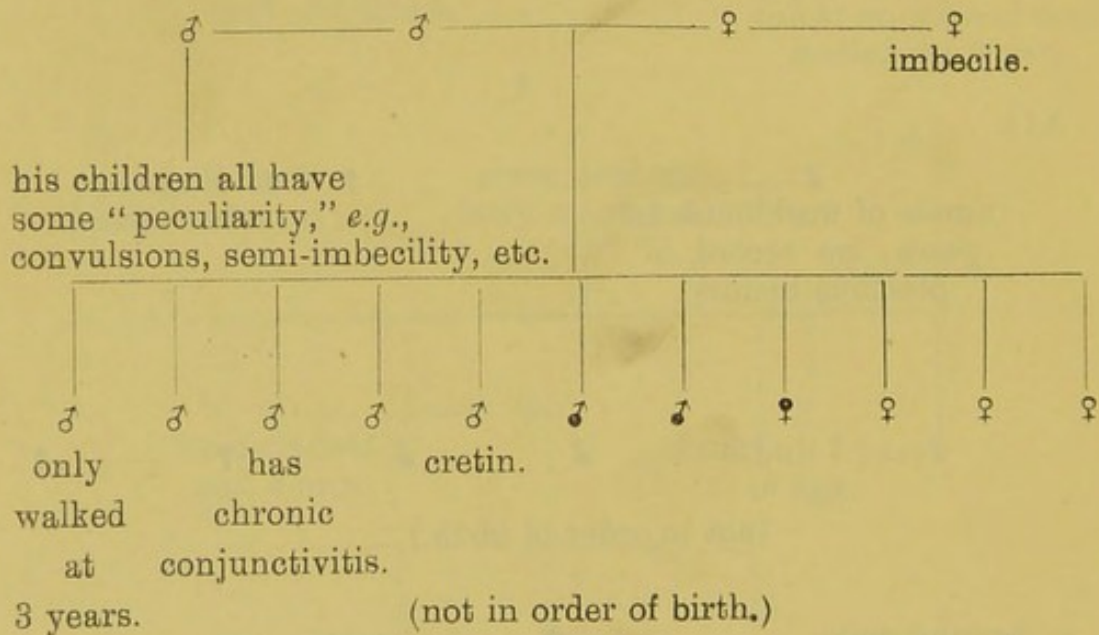 ♂ ♂ ♀ ♀
imbecile.
his children all have
some “peculiarity,” e.g.,
convulsions, semi-imbecility, etc.
♂ ♂ ♂ ♂ ♂ ♂ ♂ ♀ ♀ ♀ ♀
only has cretin.
walked chronic
at conjunctivitis.
3 years. (not in order of birth.)